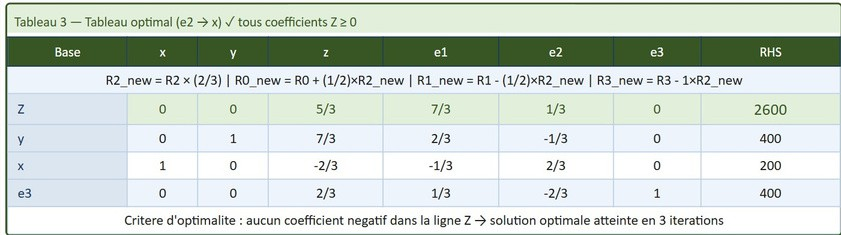 Tableau 3 — Tableau optimal (e2 → x) ✓ tous coefficients Z ≥ 0
Base x y z e1 e2 e3 RHS
R2_new = R2 × (2/3) | R0_new = R0 + (1/2)×R2_new | R1_new = R1 - (1/2)×R2_new | R3_new = R3 - 1×R2_new
Z 0 0 5/3 7/3 1/3 0 2600
y 0 1 7/3 2/3 -1/3 0 400
x 1 0 -2/3 -1/3 2/3 0 200
e3 0 0 2/3 1/3 -2/3 1 400
Critere d'optimalite : aucun coefficient negatif dans la ligne Z → solution optimale atteinte en 3 iterations